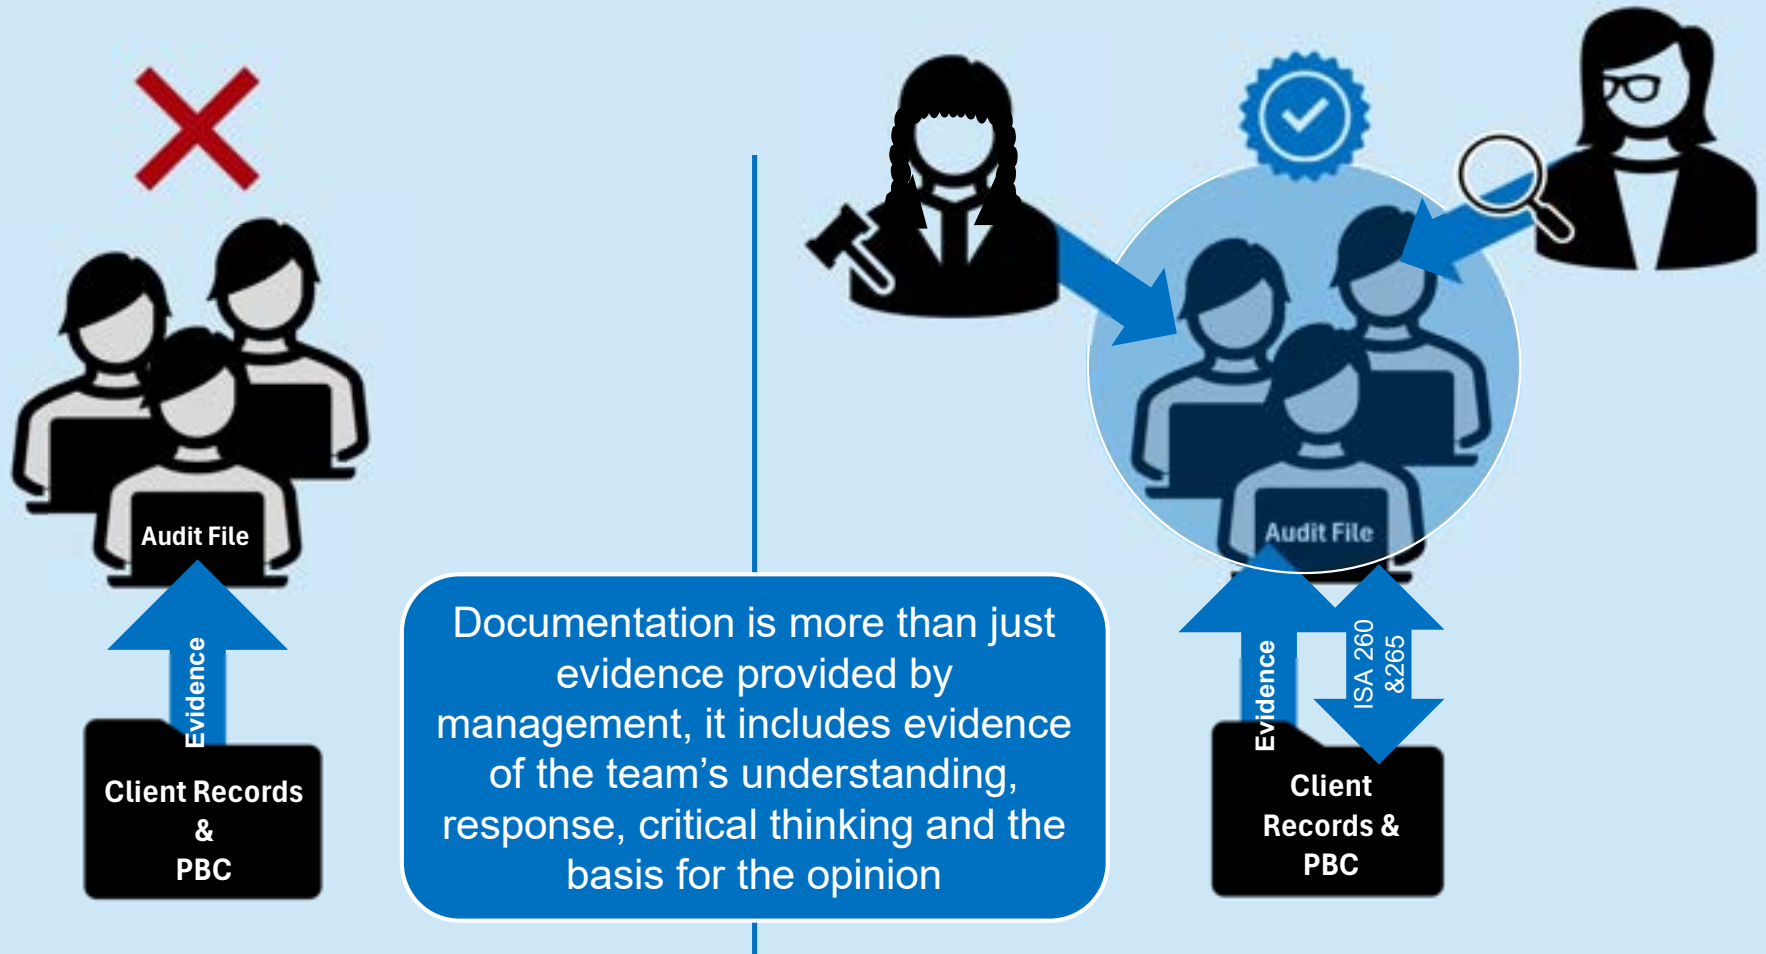 Audit File
Evidence
Client Records
&
PBC
Documentation is more than just
evidence provided by
management, it includes evidence
of the team’s understanding,
response, critical thinking and the
basis for the opinion
Audit File
Evidence
ISA 260
&265
Client
Records &
PBC